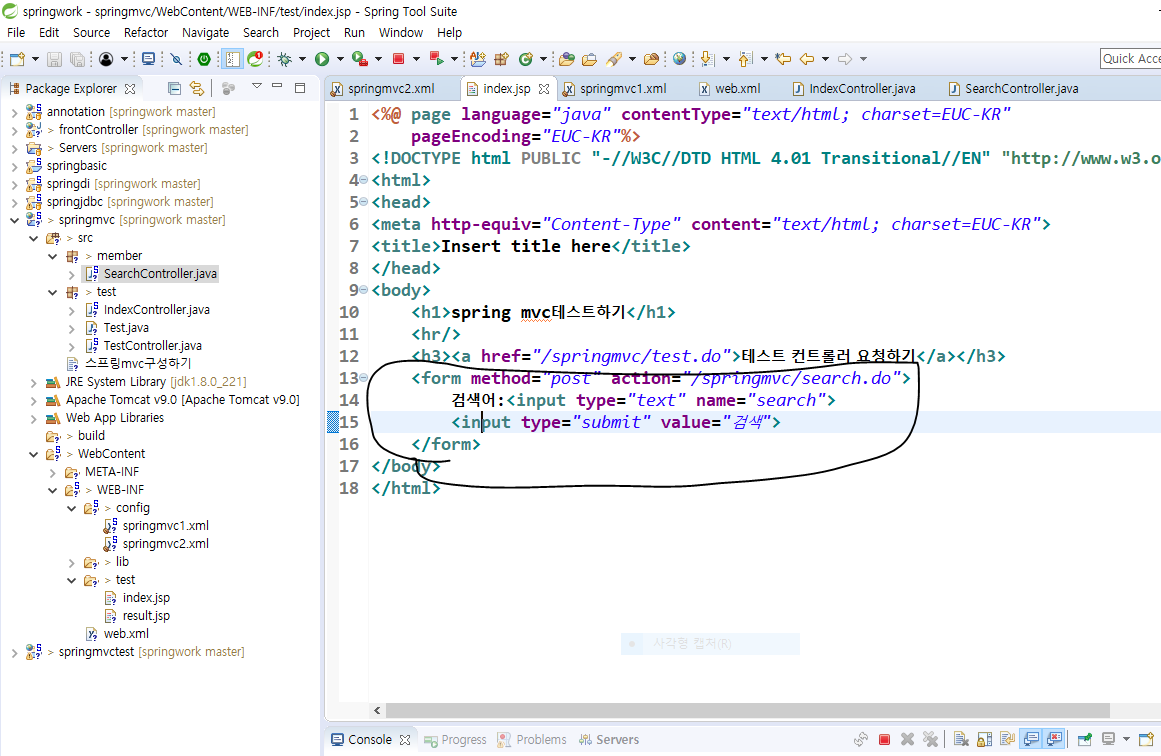 springwork - springmvc/WebContent/WEB-INF/test/index.jsp - Spring Tool Suite
File Edit Source Refactor Navigate Search Project Run Window Help
Quick Acce
Package Explorer
annotation [springwork master]
> frontController [springwork master]
> Servers [springwork master]
springbasic
springdi [springwork master]
springjdbc [springwork master]
> springmvc [springwork master]
> src
> member
SearchController.java
> test
IndexController.java
Test.java
TestController.java
스프링mvc구성하기
JRE System Library [jdk1.8.0_221]
Apache Tomcat v9.0 [Apache Tomcat v9.0]
Web App Libraries
> build
> WebContent
META-INF
> WEB-INF
> config
springmvc1.xml
springmvc2.xml
> lib
> test
index.jsp
result.jsp
web.xml
> springmvctest [springwork master]
springmvc2.xml index.jsp springmvc1.xml web.xml IndexController.java SearchController.java
1 <%@ page language="java" contentType="text/html; charset=EUC-KR"
2 pageEncoding="EUC-KR"%>
3 <!DOCTYPE html PUBLIC "-//W3C//DTD HTML 4.01 Transitional//EN" "http://www.w3.o
4 <html>
5 <head>
6 <meta http-equiv="Content-Type" content="text/html; charset=EUC-KR">
7 <title>Insert title here</title>
8 </head>
9 <body>
10 <h1>spring mvc테스트하기</h1>
11 <hr/>
12 <h3><a href="/springmvc/test.do">테스트 컨트롤러 요청하기</a></h3>
13 <form method="post" action="/springmvc/search.do">
14 검색어:<input type="text" name="search">
15 <input type="submit" value="검색">
16 </form>
17 </body>
18 </html>
사각형 캡처(R)
Console Progress Problems Servers